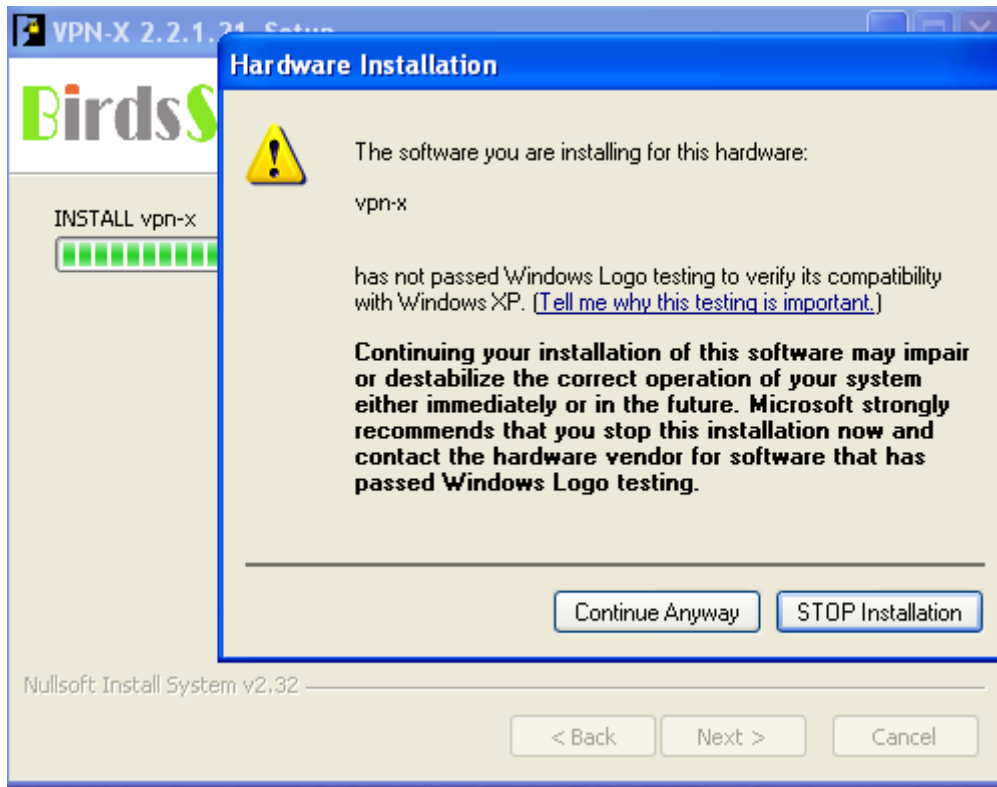 VPN-X 2.2.1.21 Setup
Hardware Installation
BirdsS
The software you are installing for this hardware:
vpn-x
INSTALL vpn-x
has not passed Windows Logo testing to verify its compatibility
with Windows XP. (Tell me why this testing is important.)
Continuing your installation of this software may impair
or destabilize the correct operation of your system
either immediately or in the future. Microsoft strongly
recommends that you stop this installation now and
contact the hardware vendor for software that has
passed Windows Logo testing.
Continue Anyway STOP Installation
Nullsoft Install System v2.32
< Back Next > Cancel